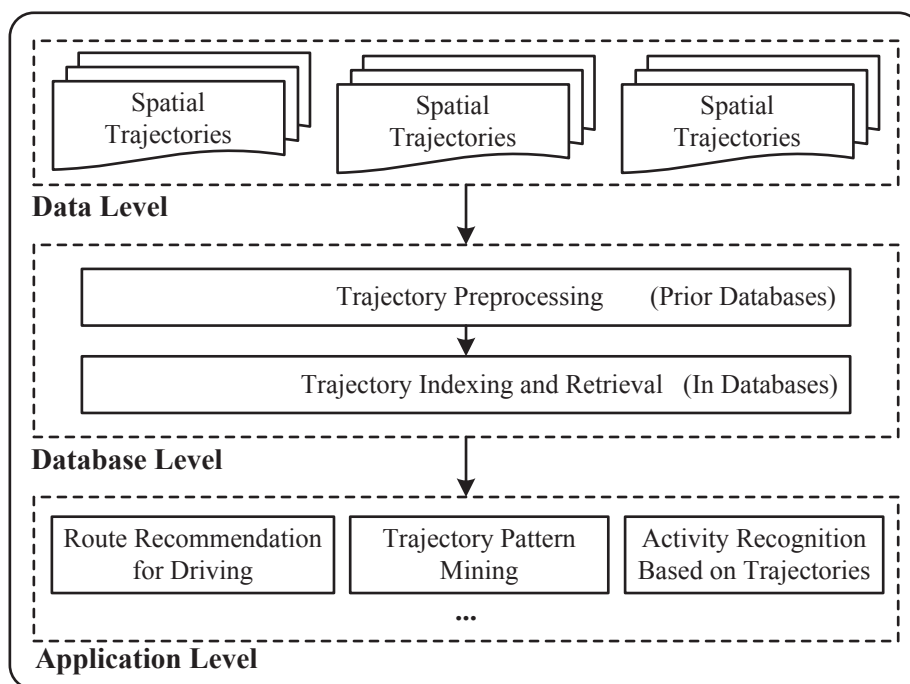 Spatial
Trajectories
Spatial
Trajectories
Spatial
Trajectories
Data Level
Trajectory Preprocessing (Prior Databases)
Trajectory Indexing and Retrieval (In Databases)
Database Level
Route Recommendation
for Driving
Trajectory Pattern
Mining
Activity Recognition
Based on Trajectories
...
Application Level